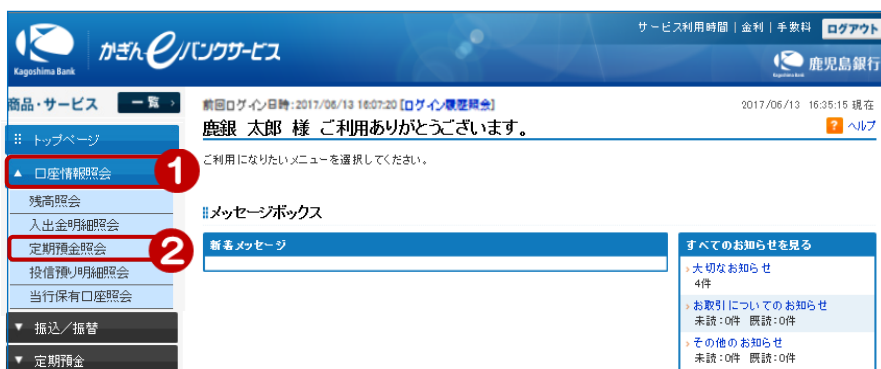 サービス利用時間｜金利｜手数料 ログアウト
Kagoshima Bank
かぎんeバンクサービス
鹿児島銀行
商品・サービス 一覧
前回ログイン日時：2017/06/13 16:07:20 [ログイン履歴照会]
2017/06/13 16:35:15 現在
鹿銀 太郎 様 ご利用ありがとうございます。
? ヘルプ
トップページ
ご利用になりたいメニューを選択してください。
口座情報照会
1
残高照会
入出金明細照会
定期預金照会
2
投信預り明細照会
当行保有口座照会
振込／振替
定期預金
メッセージボックス
新着メッセージ
すべてのお知らせを見る
大切なお知らせ
4件
お取引についてのお知らせ
未読：0件 既読：0件
その他のお知らせ
未読：0件 既読：0件